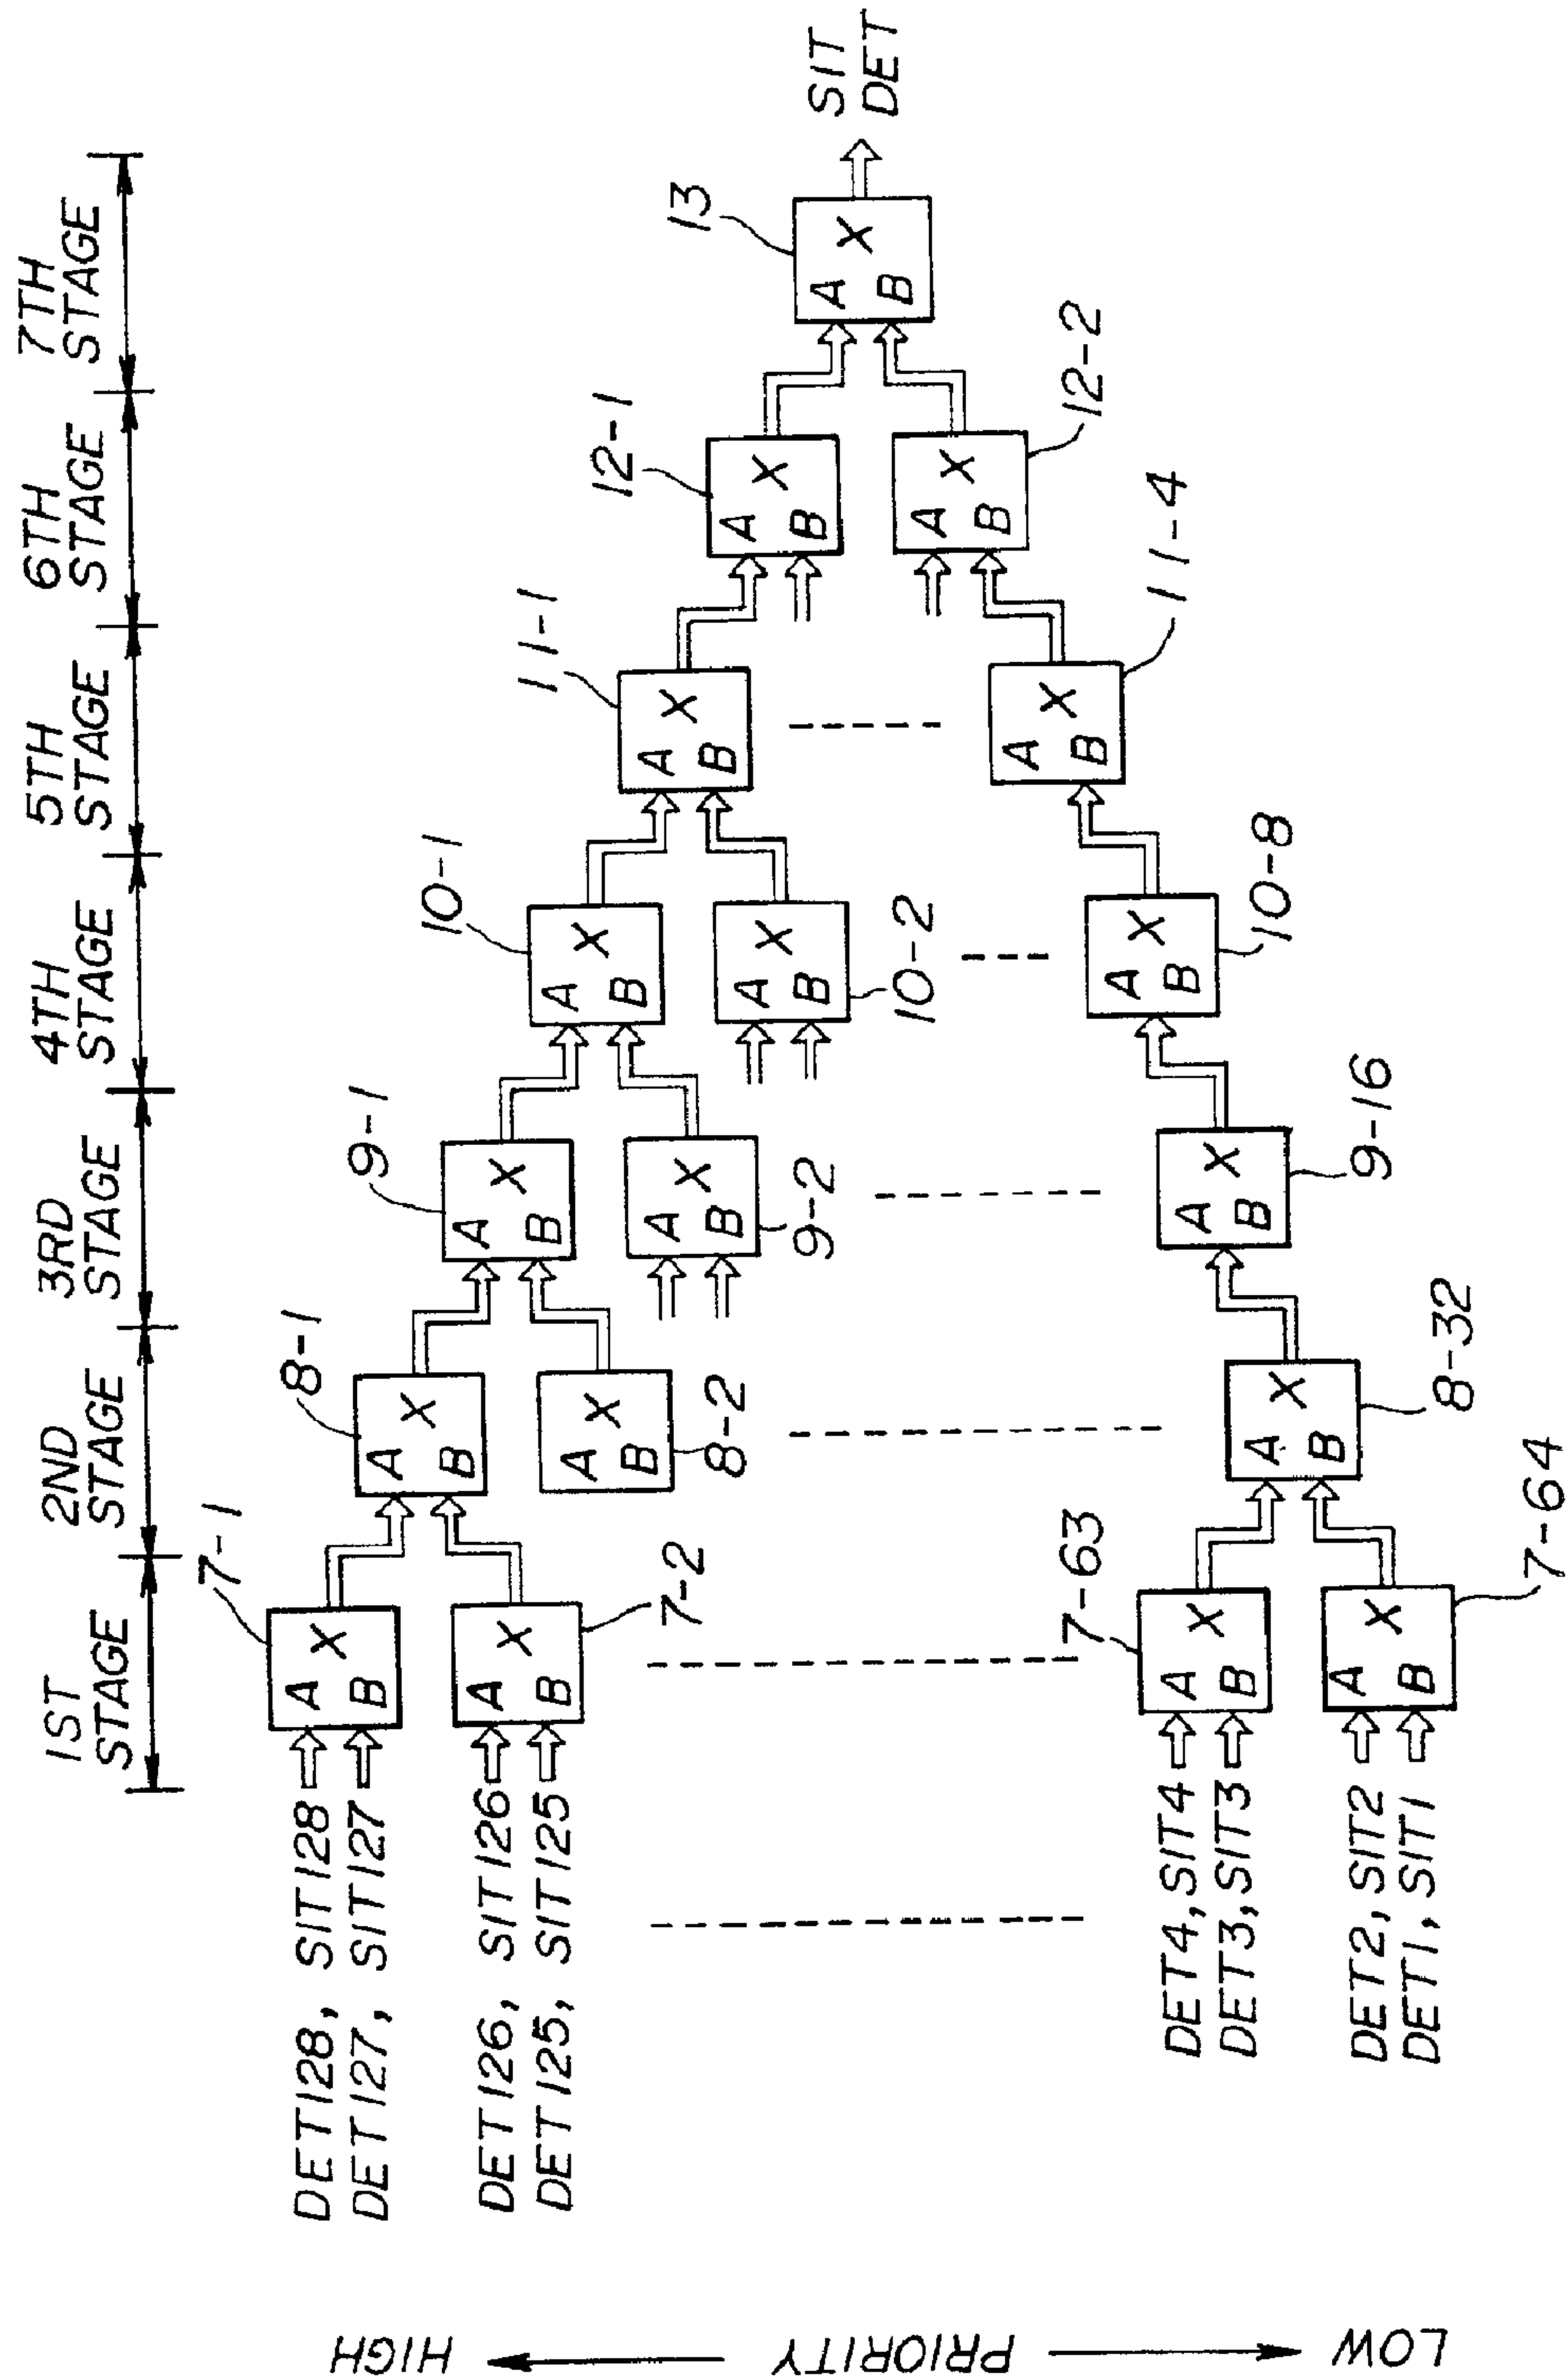 1ST
STAGE
2ND
STAGE
3RD
STAGE
4TH
STAGE
5TH
STAGE
6TH
STAGE
7TH
STAGE
DET128, SIT128
DET127, SIT127
DET126, SIT126
DET125, SIT125
DET4, SIT4
DET3, SIT3
DET2, SIT2
DET1, SIT1
7-1
A
X
B
7-2
A
X
B
7-63
A
X
B
7-64
A
X
B
8-1
A
X
B
8-2
A
X
B
8-32
A
X
B
9-1
A
X
B
9-2
A
X
B
9-16
A
X
B
10-1
A
X
B
10-2
A
X
B
10-8
A
X
B
11-1
A
X
B
11-4
A
X
B
12-1
A
X
B
12-2
A
X
B
13
A
X
B
SIT
DET
HIGH
PRIORITY
LOW